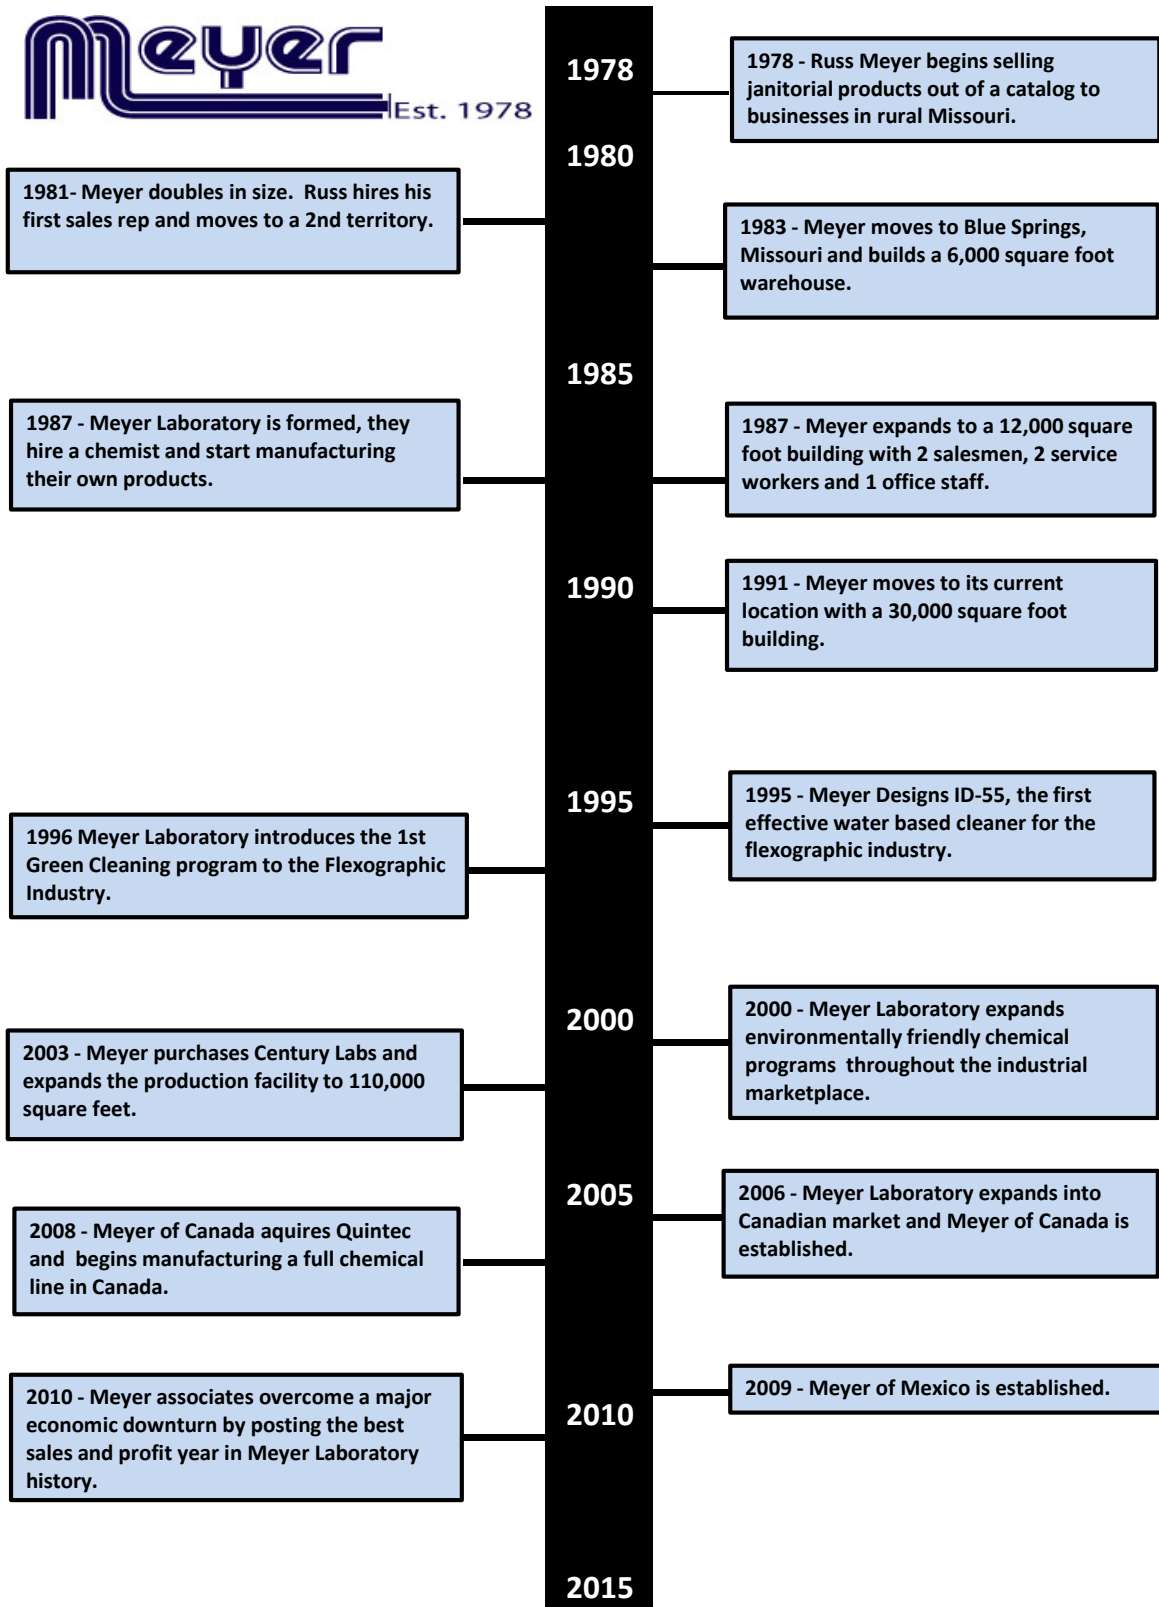 Meyer
Est. 1978
1978
1978 - Russ Meyer begins selling
janitorial products out of a catalog to
businesses in rural Missouri.
1980
1981- Meyer doubles in size.  Russ hires his
first sales rep and moves to a 2nd territory.
1983 - Meyer moves to Blue Springs,
Missouri and builds a 6,000 square foot
warehouse.
1985
1987 - Meyer Laboratory is formed, they
hire a chemist and start manufacturing
their own products.
1987 - Meyer expands to a 12,000 square
foot building with 2 salesmen, 2 service
workers and 1 office staff.
1990
1991 - Meyer moves to its current
location with a 30,000 square foot
building.
1995
1995 - Meyer Designs ID-55, the first
effective water based cleaner for the
flexographic industry.
1996 Meyer Laboratory introduces the 1st
Green Cleaning program to the Flexographic
Industry.
2000
2000 - Meyer Laboratory expands
environmentally friendly chemical
programs  throughout the industrial
marketplace.
2003 - Meyer purchases Century Labs and
expands the production facility to 110,000
square feet.
2005
2006 - Meyer Laboratory expands into
Canadian market and Meyer of Canada is
established.
2008 - Meyer of Canada aquires Quintec
and  begins manufacturing a full chemical
line in Canada.
2009 - Meyer of Mexico is established.
2010 - Meyer associates overcome a major
economic downturn by posting the best
sales and profit year in Meyer Laboratory
history.
2010
2015